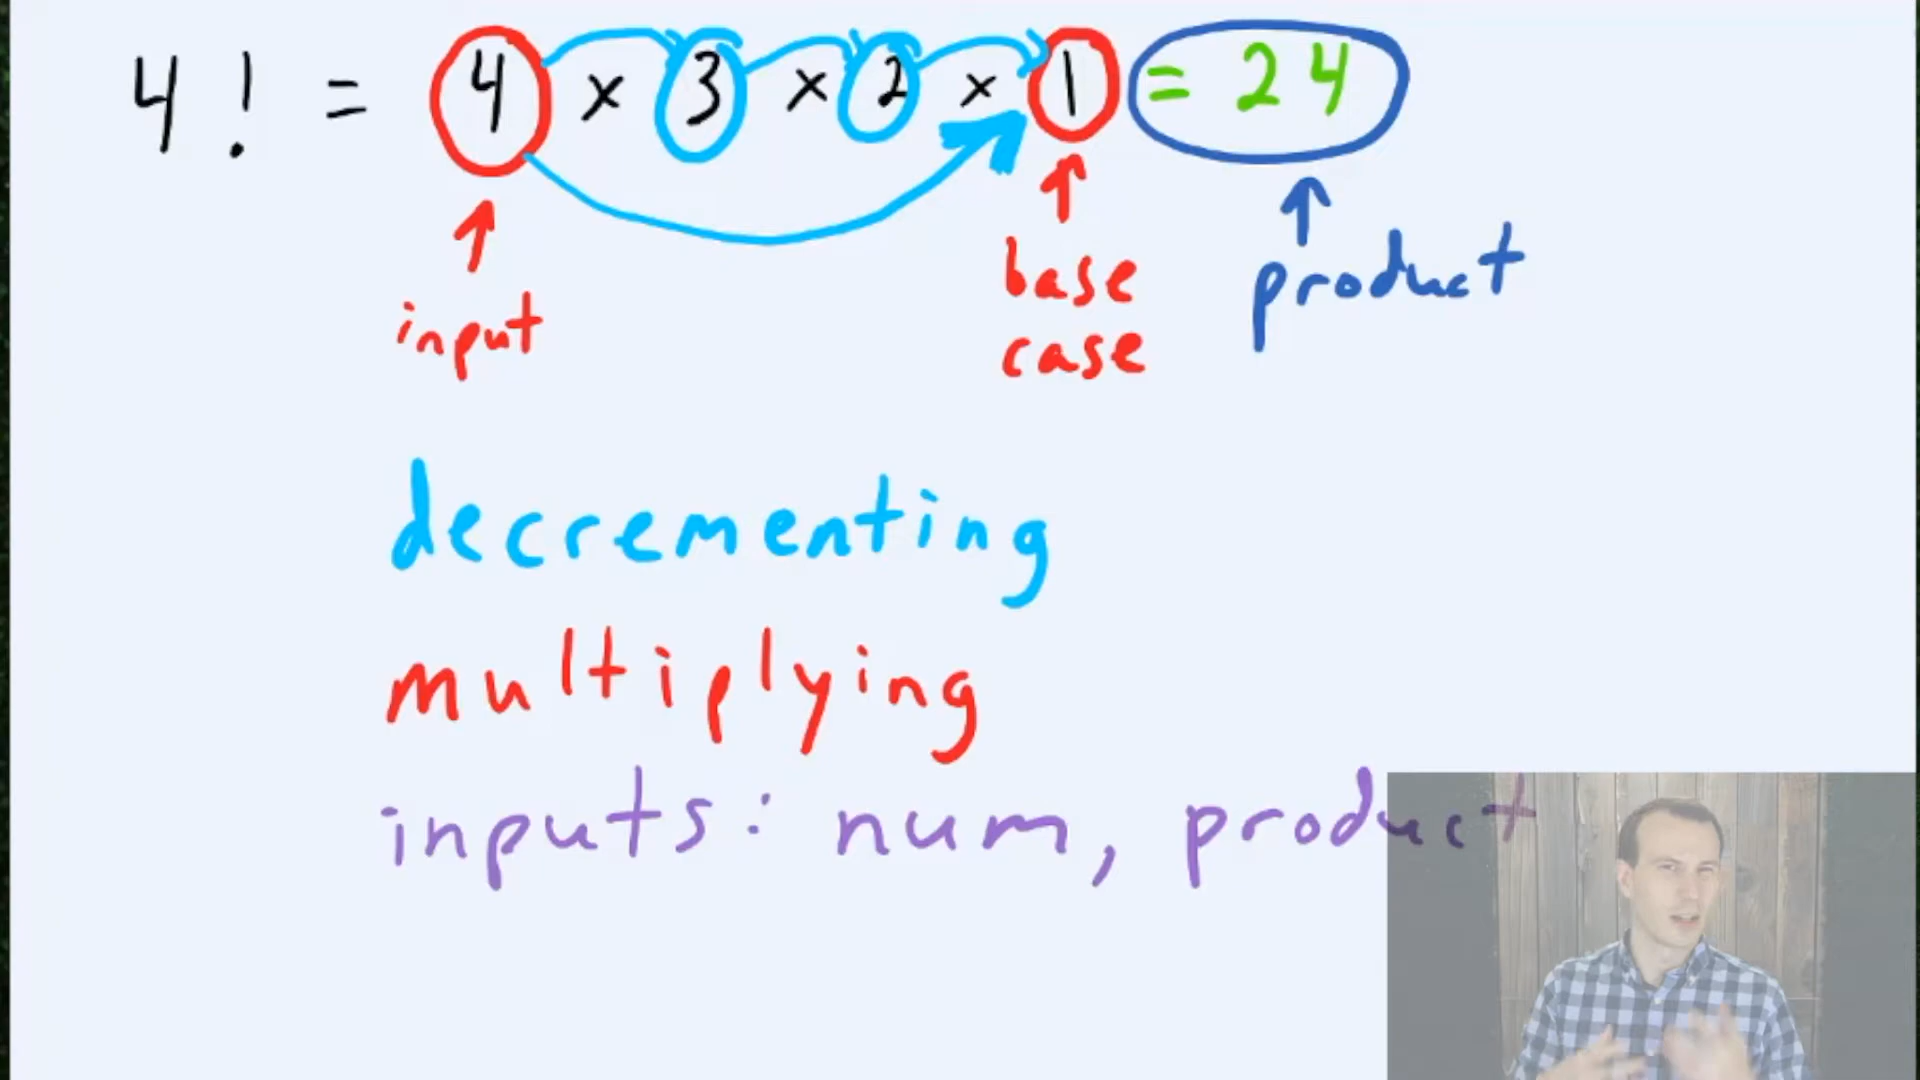 4! = 4 x 3 x 2 x 1 = 24
input
base
case
product
decrementing
multiplying
inputs: num, product